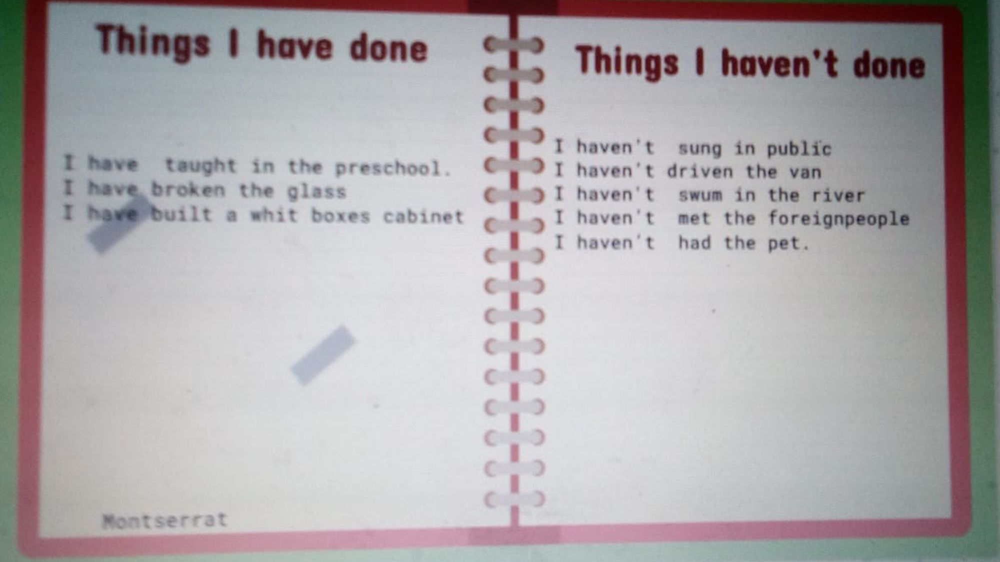 Things I have done
I have taught in the preschool.
I have broken the glass
I have built a whit boxes cabinet
Montserrat
Things I haven't done
I haven't sung in public
I haven't driven the van
I haven't swum in the river
I haven't met the foreignpeople
I haven't had the pet.